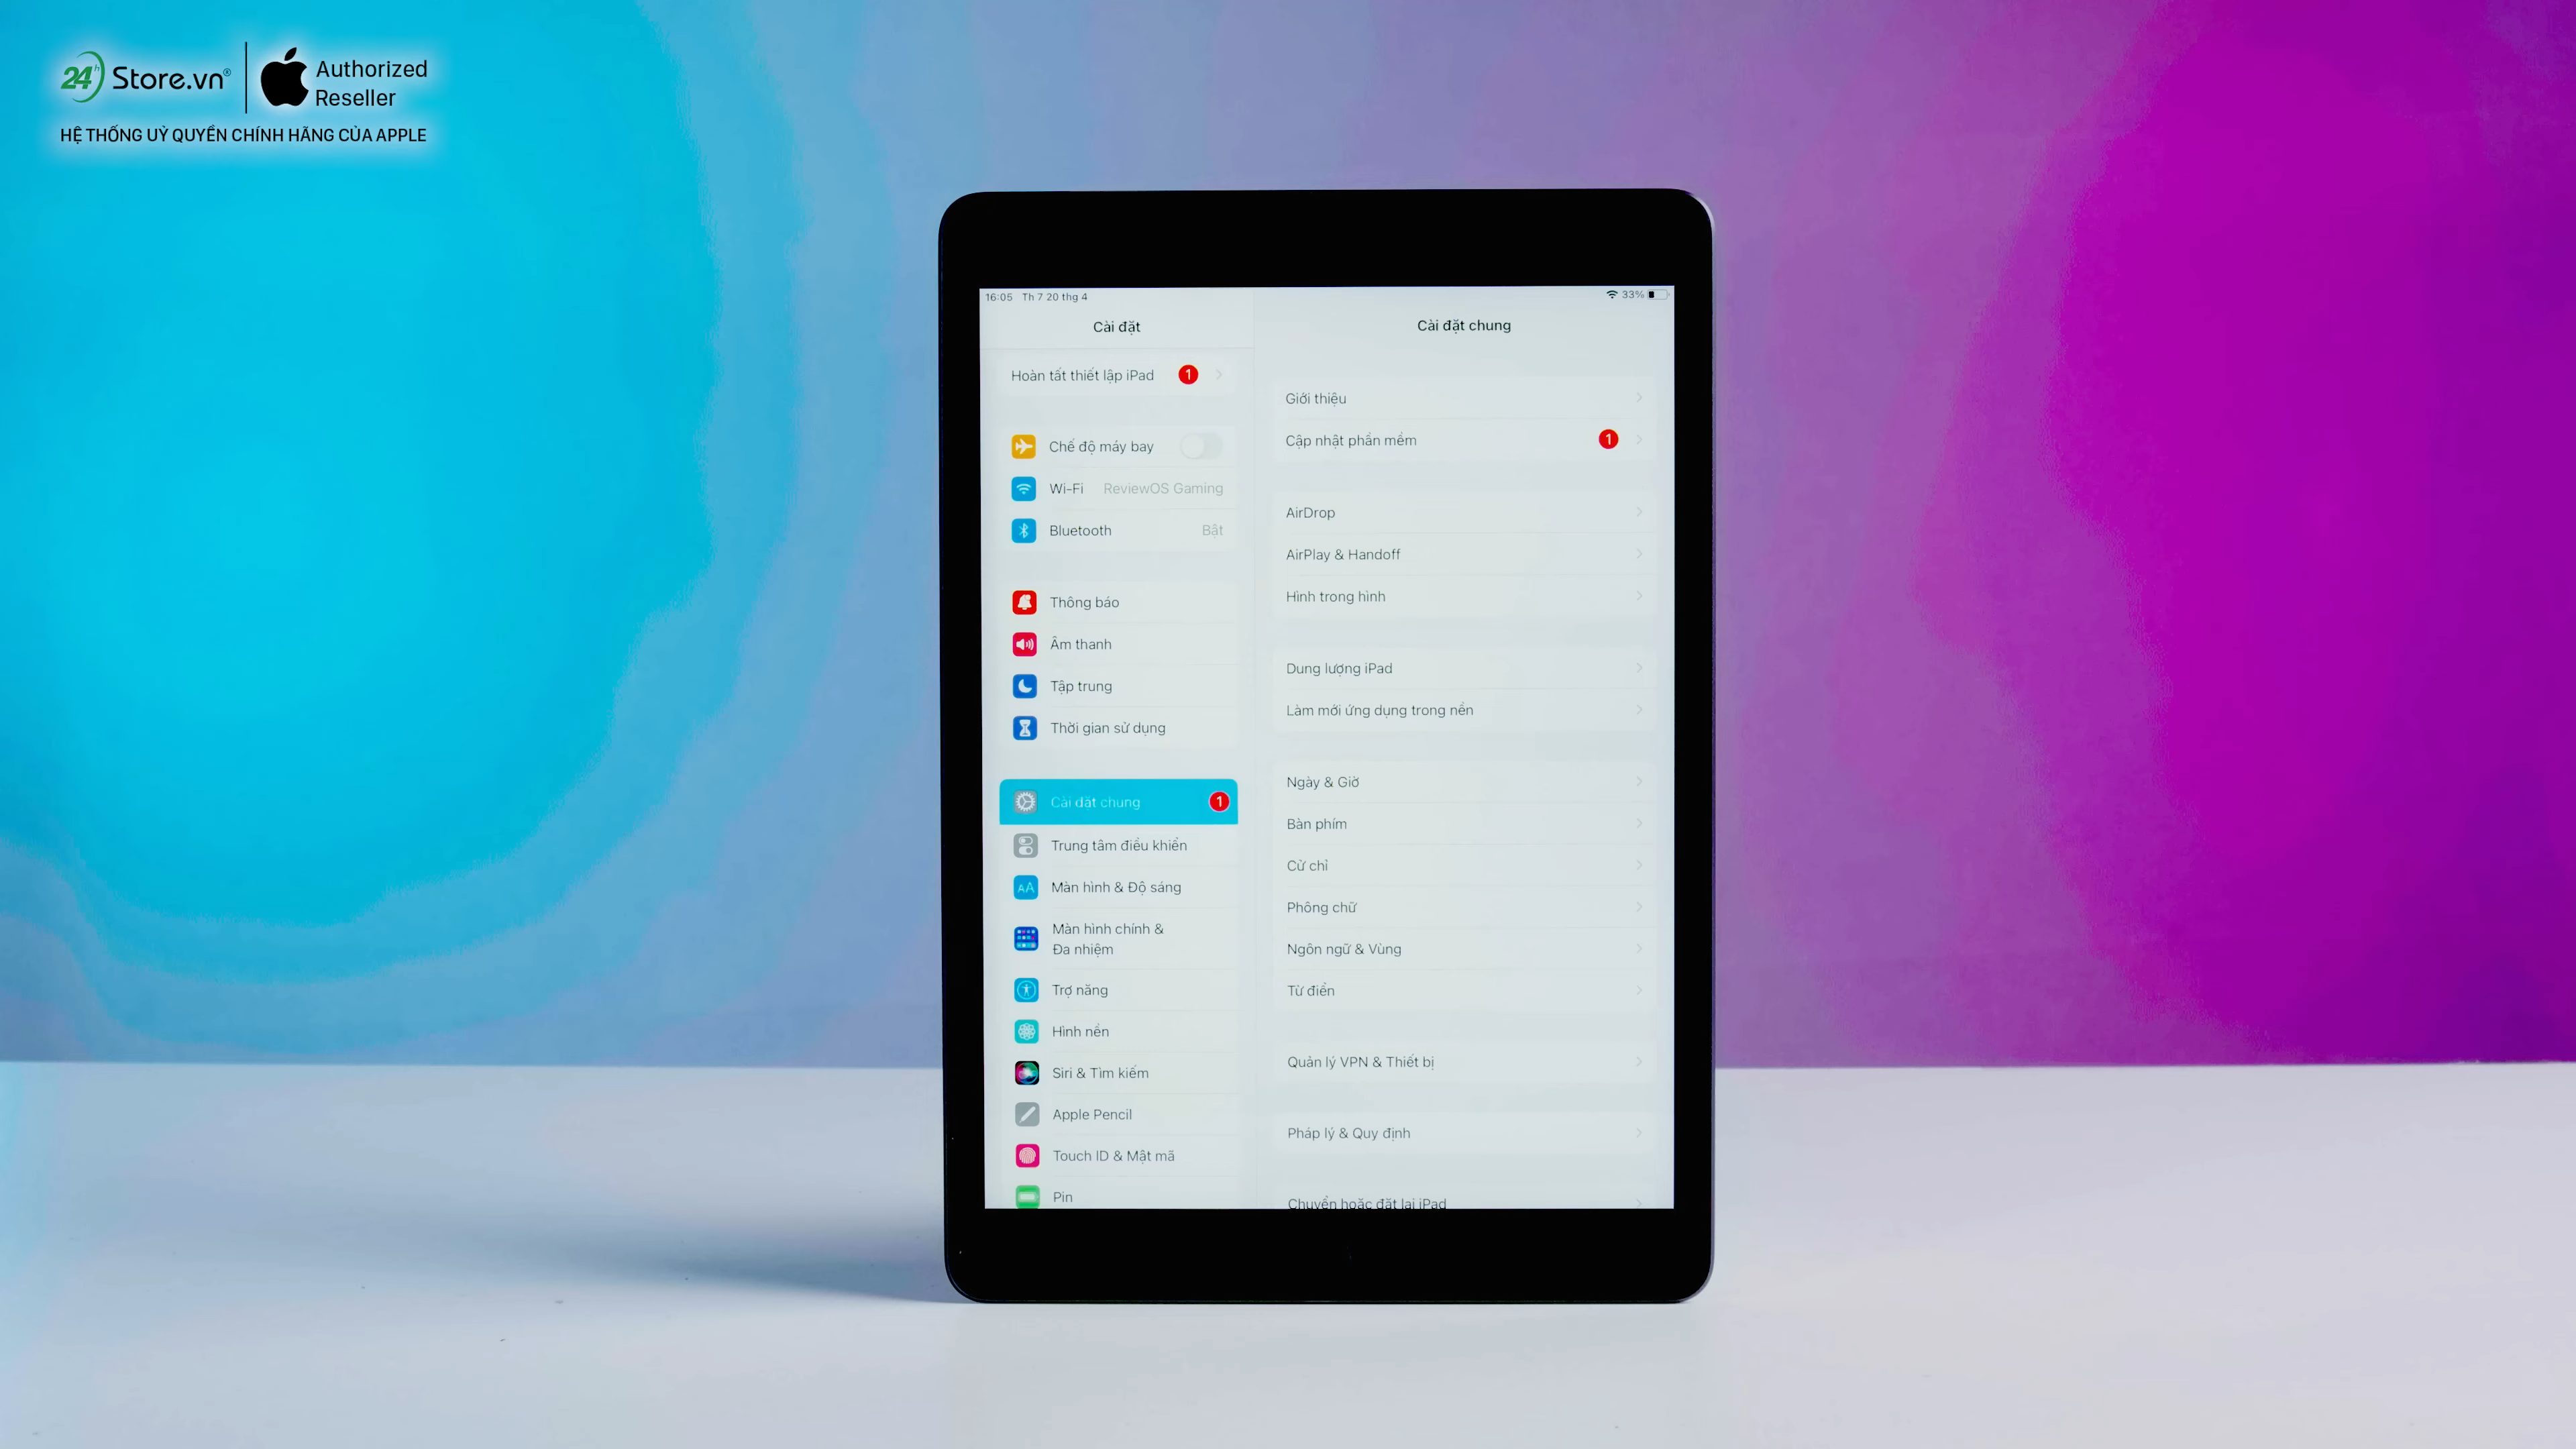 24h Store.vn®
Authorized
Reseller
HỆ THỐNG UỶ QUYỀN CHÍNH HÃNG CỦA APPLE
16:05 Th 7 20 thg 4
33%
Cài đặt
Hoàn tất thiết lập iPad 1
Chế độ máy bay
Wi-Fi ReviewOS Gaming
Bluetooth Bật
Thông báo
Âm thanh
Tập trung
Thời gian sử dụng
Cài đặt chung 1
Trung tâm điều khiển
AA Màn hình & Độ sáng
Màn hình chính &
Đa nhiệm
Trợ năng
Hình nền
Siri & Tìm kiếm
Apple Pencil
Touch ID & Mật mã
Pin
Cài đặt chung
Giới thiệu
Cập nhật phần mềm 1
AirDrop
AirPlay & Handoff
Hình trong hình
Dung lượng iPad
Làm mới ứng dụng trong nền
Ngày & Giờ
Bàn phím
Cử chỉ
Phông chữ
Ngôn ngữ & Vùng
Từ điển
Quản lý VPN & Thiết bị
Pháp lý & Quy định
Chuyển hoặc đặt lại iPad